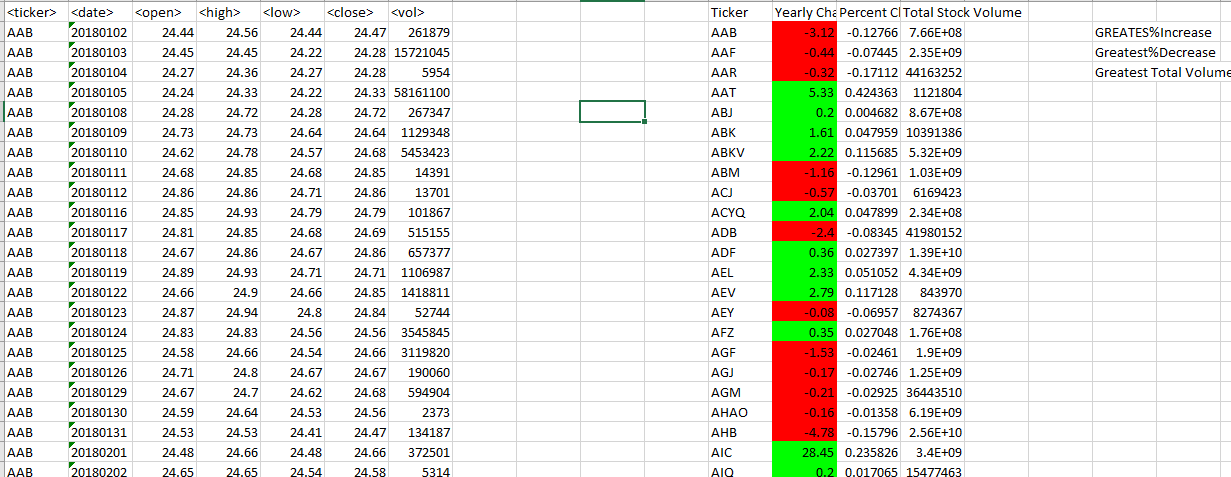 <ticker> <date> <open> <high> <low> <close> <vol> Ticker Yearly Cha Percent Cl Total Stock Volume
AAB 20180102 24.44 24.56 24.44 24.47 261879 AAB -3.12 -0.12766 7.66E+08 GREATES%Increase
AAB 20180103 24.45 24.45 24.22 24.28 15721045 AAF -0.44 -0.07445 2.35E+09 Greatest%Decrease
AAB 20180104 24.27 24.36 24.27 24.28 5954 AAR -0.32 -0.17112 44163252 Greatest Total Volume
AAB 20180105 24.24 24.33 24.22 24.33 58161100 AAT 5.33 0.424363 1121804
AAB 20180108 24.28 24.72 24.28 24.72 267347 ABJ 0.2 0.004682 8.67E+08
AAB 20180109 24.73 24.73 24.64 24.64 1129348 ABK 1.61 0.047959 10391386
AAB 20180110 24.62 24.78 24.57 24.68 5453423 ABKV 2.22 0.115685 5.32E+09
AAB 20180111 24.68 24.85 24.68 24.85 14391 ABM -1.16 -0.12961 1.03E+09
AAB 20180112 24.86 24.86 24.71 24.86 13701 ACJ -0.57 -0.03701 6169423
AAB 20180116 24.85 24.93 24.79 24.79 101867 ACYQ 2.04 0.047899 2.34E+08
AAB 20180117 24.81 24.85 24.68 24.69 515155 ADB -2.4 -0.08345 41980152
AAB 20180118 24.67 24.86 24.67 24.86 657377 ADF 0.36 0.027397 1.39E+10
AAB 20180119 24.89 24.93 24.71 24.71 1106987 AEL 2.33 0.051052 4.34E+09
AAB 20180122 24.66 24.9 24.66 24.85 1418811 AEV 2.79 0.117128 843970
AAB 20180123 24.87 24.94 24.8 24.84 52744 AEY -0.08 -0.06957 8274367
AAB 20180124 24.83 24.83 24.56 24.56 3545845 AFZ 0.35 0.027048 1.76E+08
AAB 20180125 24.58 24.66 24.54 24.66 3119820 AGF -1.53 -0.02461 1.9E+09
AAB 20180126 24.71 24.8 24.67 24.67 190060 AGJ -0.17 -0.02746 1.25E+09
AAB 20180129 24.67 24.7 24.62 24.68 594904 AGM -0.21 -0.02925 36443510
AAB 20180130 24.59 24.64 24.53 24.56 2373 AHAO -0.16 -0.01358 6.19E+09
AAB 20180131 24.53 24.53 24.41 24.47 134187 AHB -4.78 -0.15796 2.56E+10
AAB 20180201 24.48 24.66 24.48 24.66 372501 AIC 28.45 0.235826 3.4E+09
AAB 20180202 24.65 24.65 24.54 24.58 5314 AIQ 0.2 0.017065 15477463